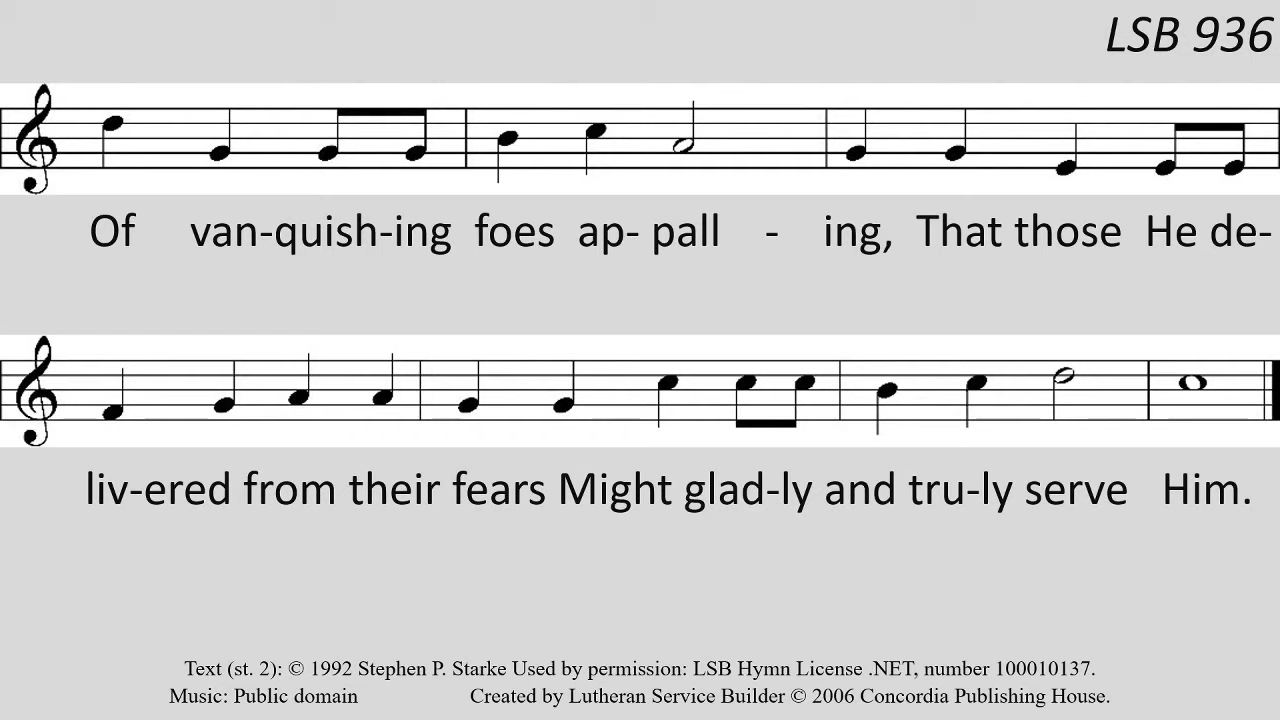 LSB 936
Of van-quish-ing foes ap- pall - ing, That those He de-
liv-ered from their fears Might glad-ly and tru-ly serve Him.
Text (st. 2): © 1992 Stephen P. Starke Used by permission: LSB Hymn License .NET, number 100010137.
Music: Public domain Created by Lutheran Service Builder © 2006 Concordia Publishing House.